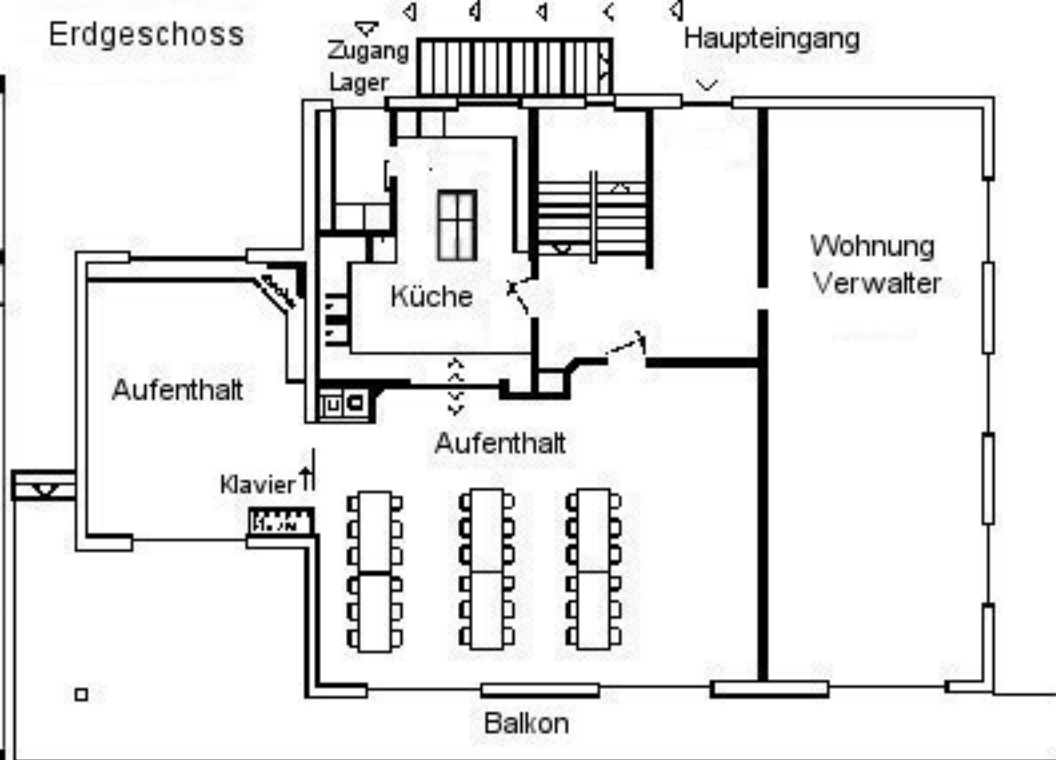 Erdgeschoss
Zugang
Lager
Haupteingang
Wohnung
Verwalter
Küche
Aufenthalt
Aufenthalt
Klavier
Balkon